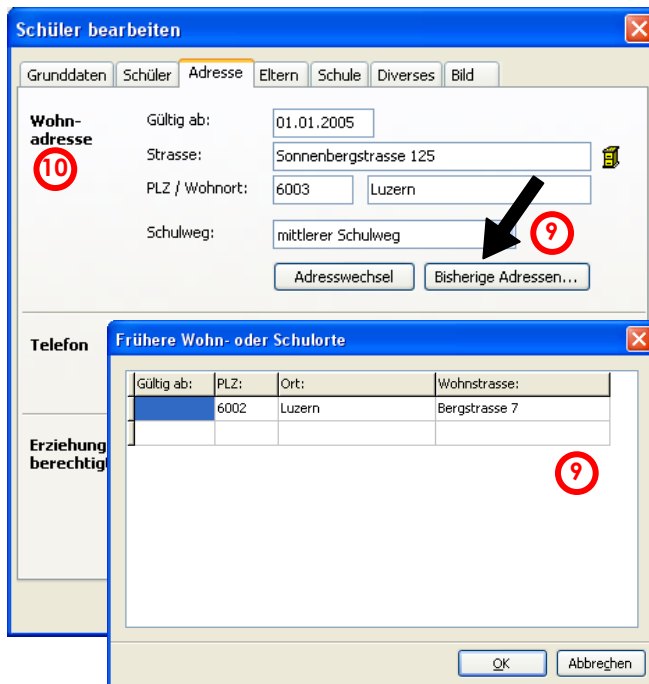 Schüler bearbeiten
Grunddaten Schüler Adresse Eltern Schule Diverses Bild
Wohn-
adresse
10
Gültig ab: 01.01.2005
Strasse: Sonnenbergstrasse 125
PLZ / Wohnort: 6003 Luzern
Schulweg: mittlerer Schulweg
9
Adresswechsel Bisherige Adressen...
Telefon
Erziehung
berechtig
Frühere Wohn- oder Schulorte
Gültig ab: PLZ: Ort: Wohnstrasse:
6002 Luzern Bergstrasse 7
9
OK Abbrechen